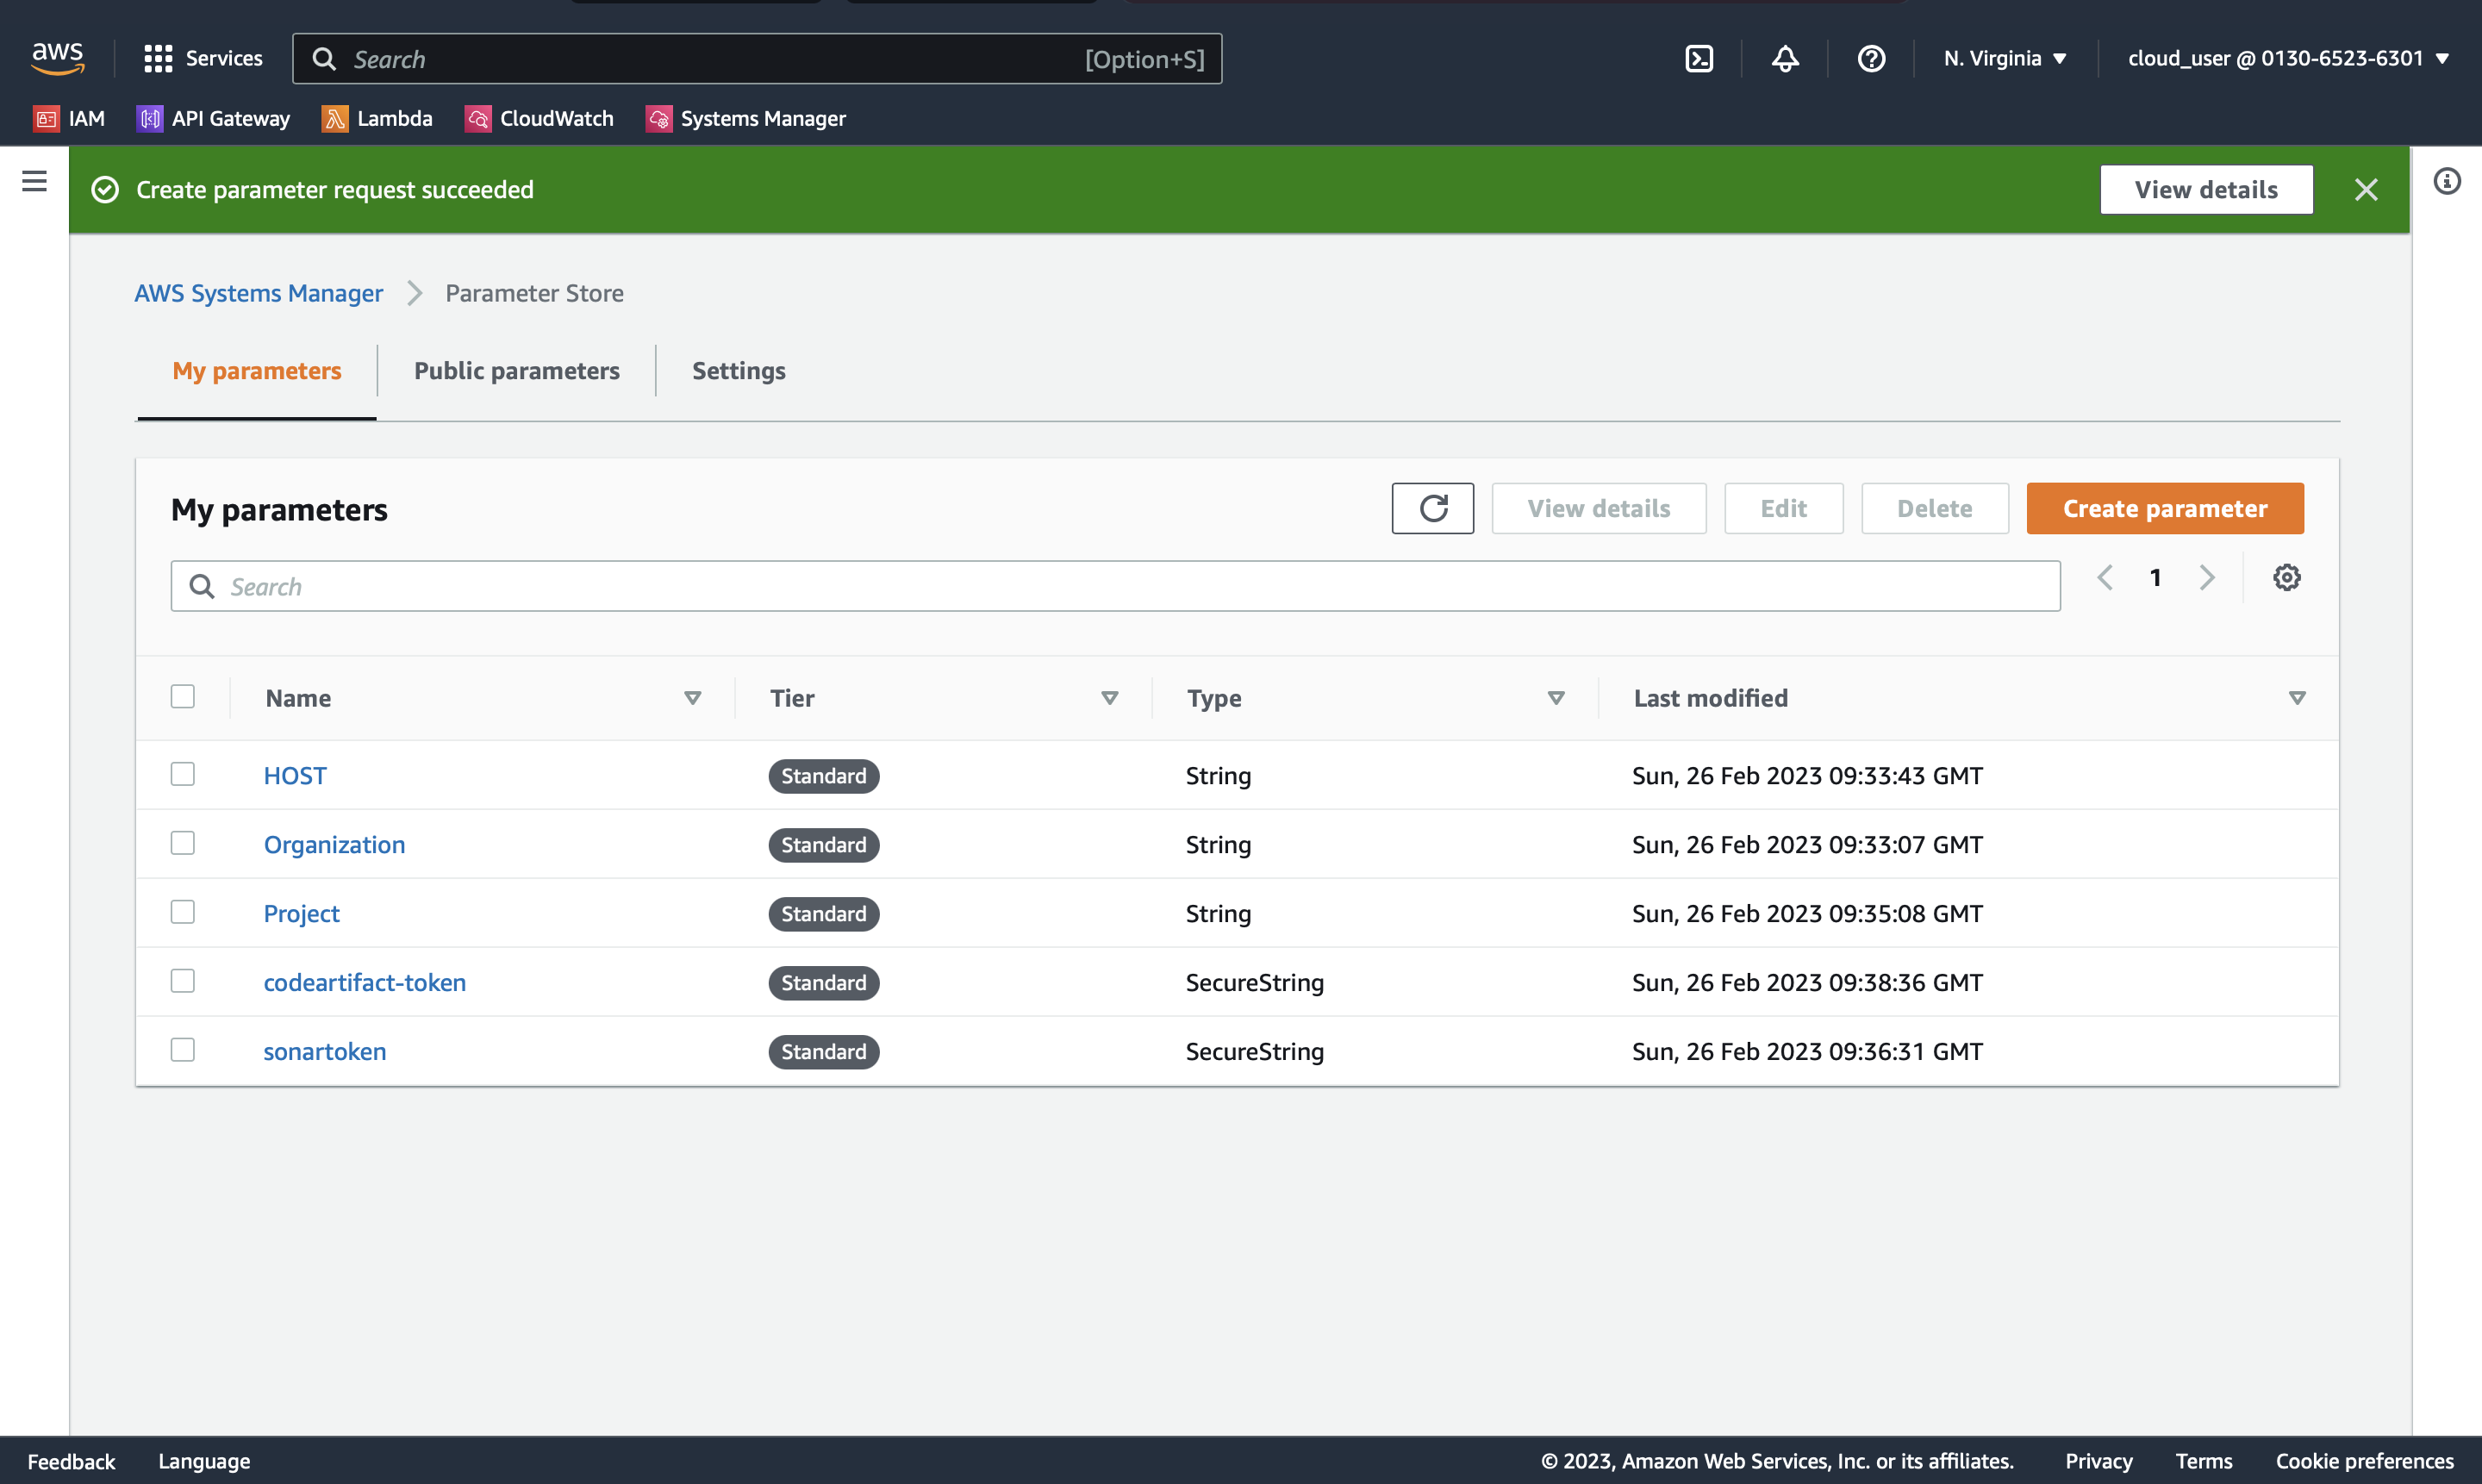 aws Services Search [Option+S] N. Virginia ▼ cloud_user @ 0130-6523-6301 ▼
IAM API Gateway Lambda CloudWatch Systems Manager
Create parameter request succeeded View details
AWS Systems Manager > Parameter Store
My parameters Public parameters Settings
My parameters View details Edit Delete Create parameter
Search 1
Name Tier Type Last modified
HOST Standard String Sun, 26 Feb 2023 09:33:43 GMT
Organization Standard String Sun, 26 Feb 2023 09:33:07 GMT
Project Standard String Sun, 26 Feb 2023 09:35:08 GMT
codeartifact-token Standard SecureString Sun, 26 Feb 2023 09:38:36 GMT
sonartoken Standard SecureString Sun, 26 Feb 2023 09:36:31 GMT
Feedback Language © 2023, Amazon Web Services, Inc. or its affiliates. Privacy Terms Cookie preferences